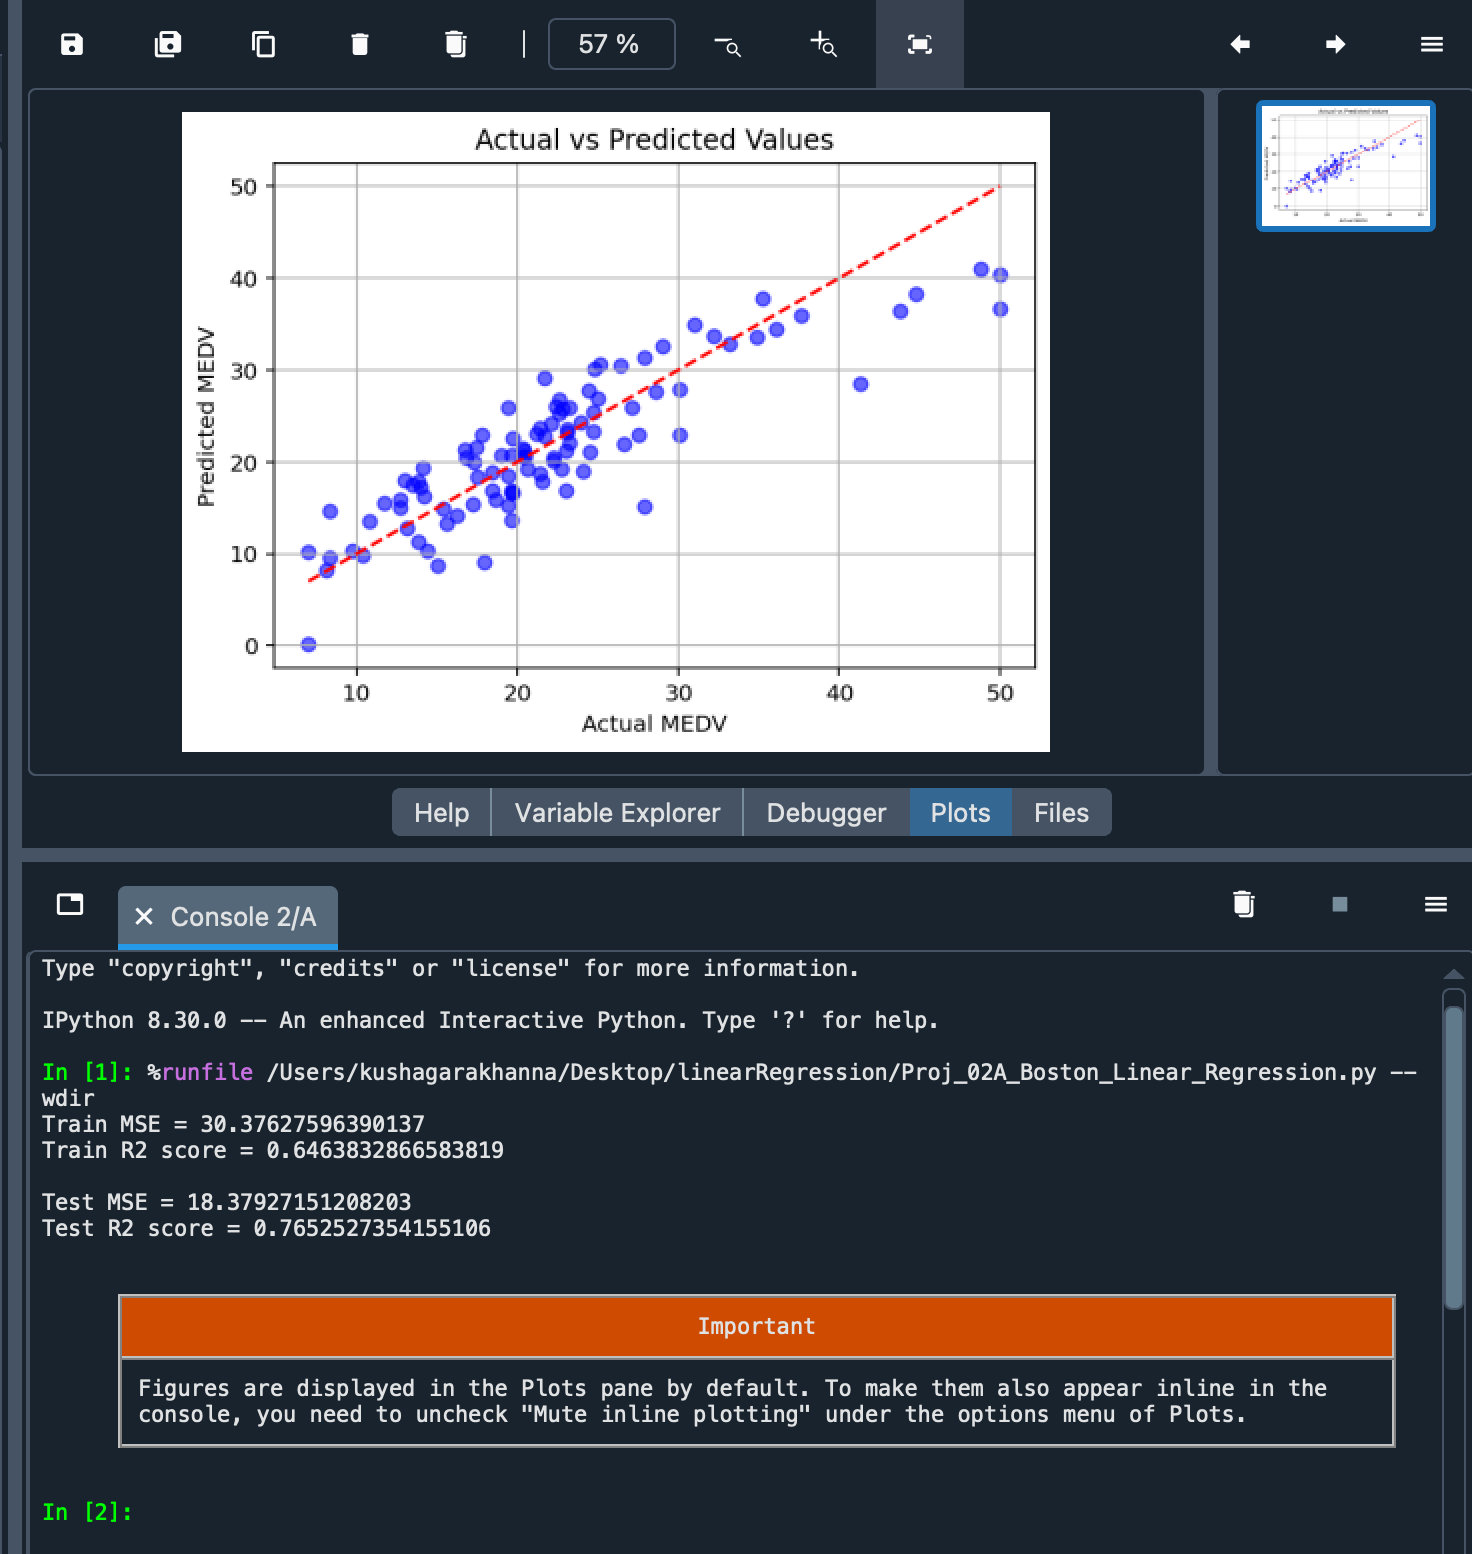 57 %
Actual vs Predicted Values
50
40
30
20
10
0
Predicted MEDV
10 20 30 40 50
Actual MEDV
Help Variable Explorer Debugger Plots Files
Console 2/A
Type "copyright", "credits" or "license" for more information.
IPython 8.30.0 -- An enhanced Interactive Python. Type '?' for help.
In [1]: %runfile /Users/kushagarakhanna/Desktop/linearRegression/Proj_02A_Boston_Linear_Regression.py --
wdir
Train MSE = 30.37627596390137
Train R2 score = 0.6463832866583819
Test MSE = 18.37927151208203
Test R2 score = 0.7652527354155106
Important
Figures are displayed in the Plots pane by default. To make them also appear inline in the
console, you need to uncheck "Mute inline plotting" under the options menu of Plots.
In [2]: